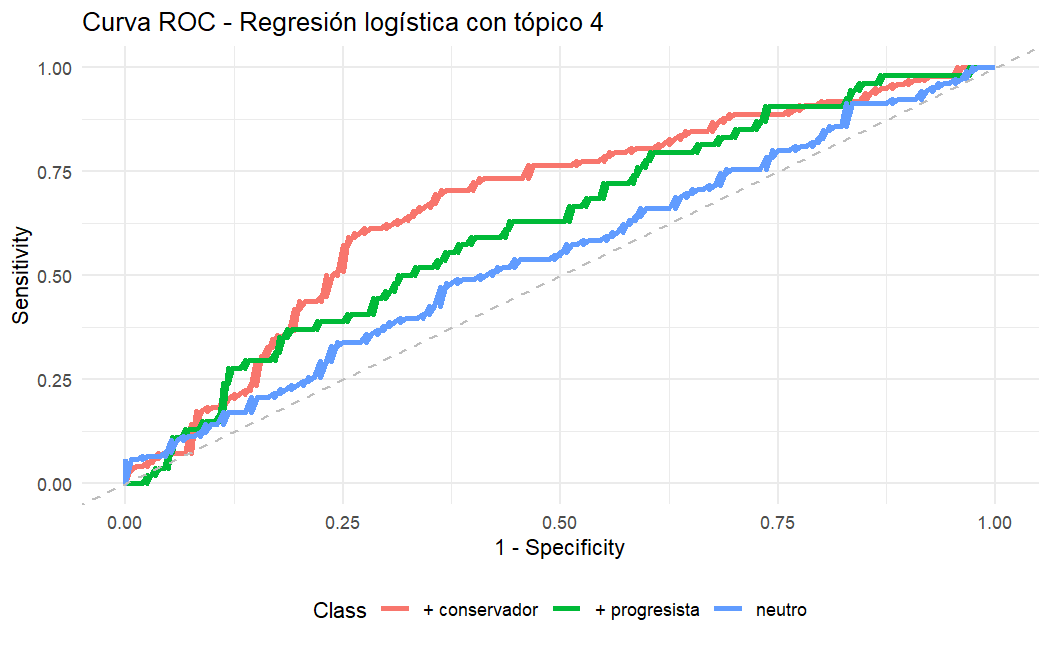 Curva ROC - Regresión logística con tópico 4
1.00
0.75
0.50
0.25
0.00
Sensitivity
0.00 0.25 0.50 0.75 1.00
1 - Specificity
Class + conservador + progresista neutro